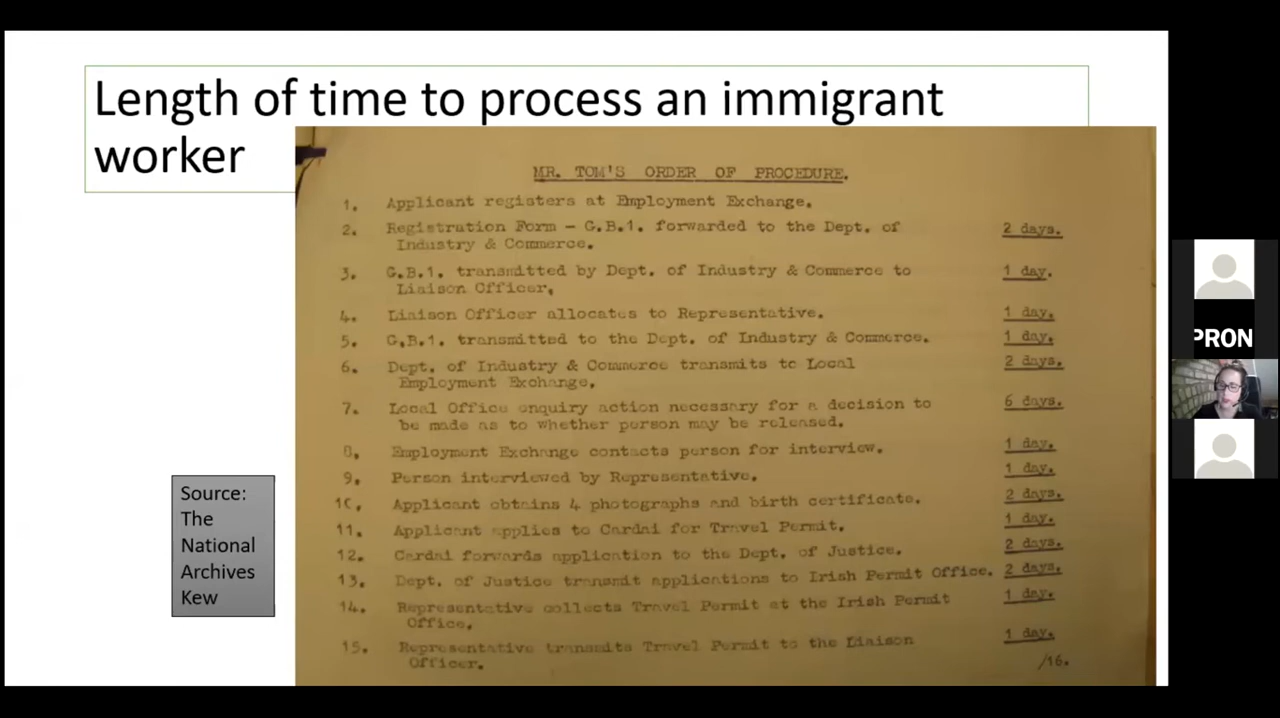 Length of time to process an immigrant
worker
MR. TOM'S ORDER OF PROCEDURE.
1. Applicant registers at Employment Exchange.
2. Registration Form - G.B.1. forwarded to the Dept. of 2 days.
Industry & Commerce.
3. G.B.1. transmitted by Dept. of Industry & Commerce to 1 day.
Liaison Officer.
4. Liaison Officer allocates to Representative. 1 day.
5. G.B.1. transmitted to the Dept. of Industry & Commerce. 1 day.
6. Dept. of Industry & Commerce transmits to Local 2 days.
Employment Exchange.
7. Local Office enquiry action necessary for a decision to 6 days.
be made as to whether person may be released.
8. Employment Exchange contacts person for interview. 1 day.
9. Person interviewed by Representative. 1 day.
10. Applicant obtains 4 photographs and birth certificate. 2 days.
11. Applicant applies to Cardai for Travel Permit. 1 day.
12. Cardai forwards application to the Dept. of Justice. 2 days.
13. Dept. of Justice transmit applications to Irish Permit Office. 2 days.
14. Representative collects Travel Permit at the Irish Permit 1 day.
Office.
15. Representative transmits Travel Permit to the Liaison 1 day.
Officer.
/16.
Source:
The
National
Archives
Kew
PRON